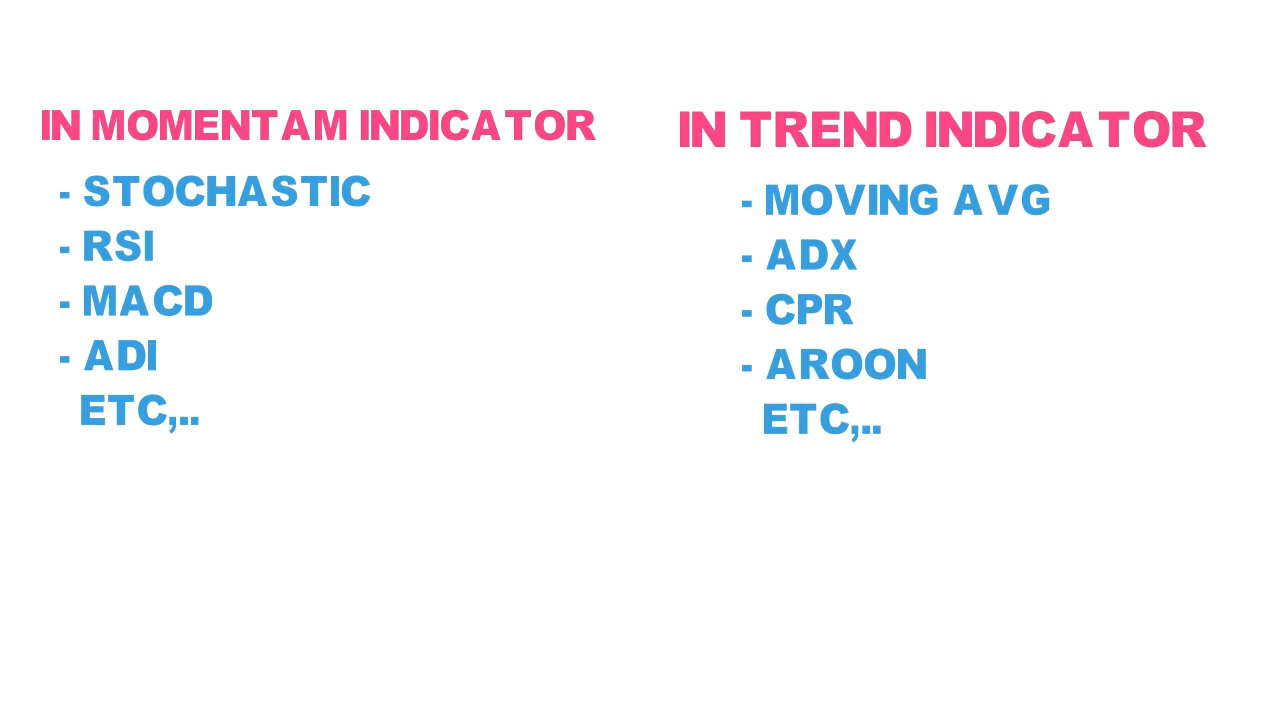 IN MOMENTAM INDICATOR
- STOCHASTIC
- RSI
- MACD
- ADI
ETC,..
IN TREND INDICATOR
- MOVING AVG
- ADX
- CPR
- AROON
ETC,..